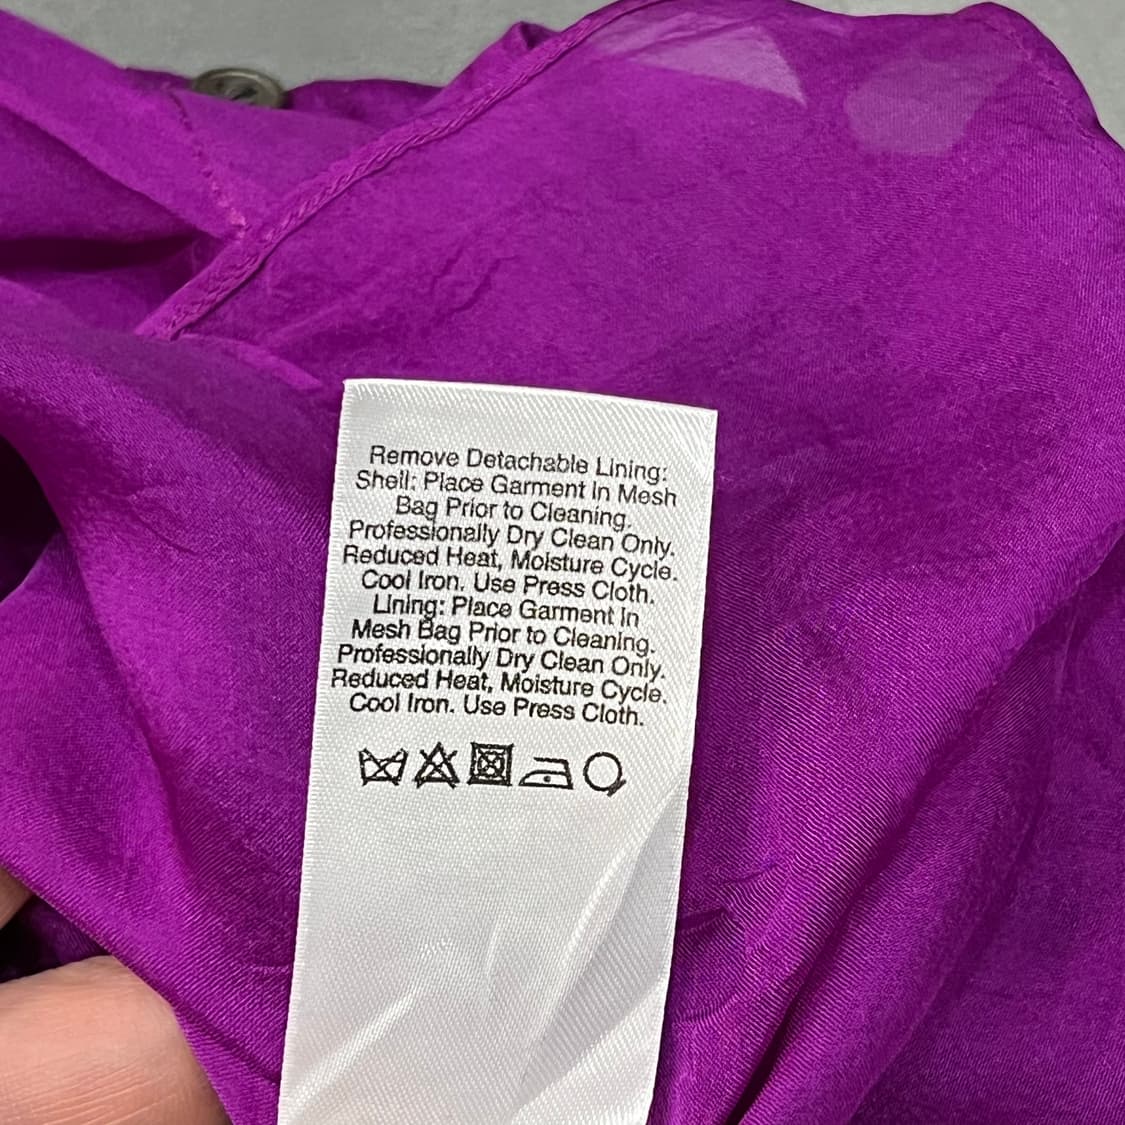 Remove Detachable Lining:
Shell: Place Garment In Mesh
Bag Prior to Cleaning.
Professionally Dry Clean Only.
Reduced Heat, Moisture Cycle.
Cool Iron. Use Press Cloth.
Lining: Place Garment In
Mesh Bag Prior to Cleaning.
Professionally Dry Clean Only.
Reduced Heat, Moisture Cycle.
Cool Iron. Use Press Cloth.